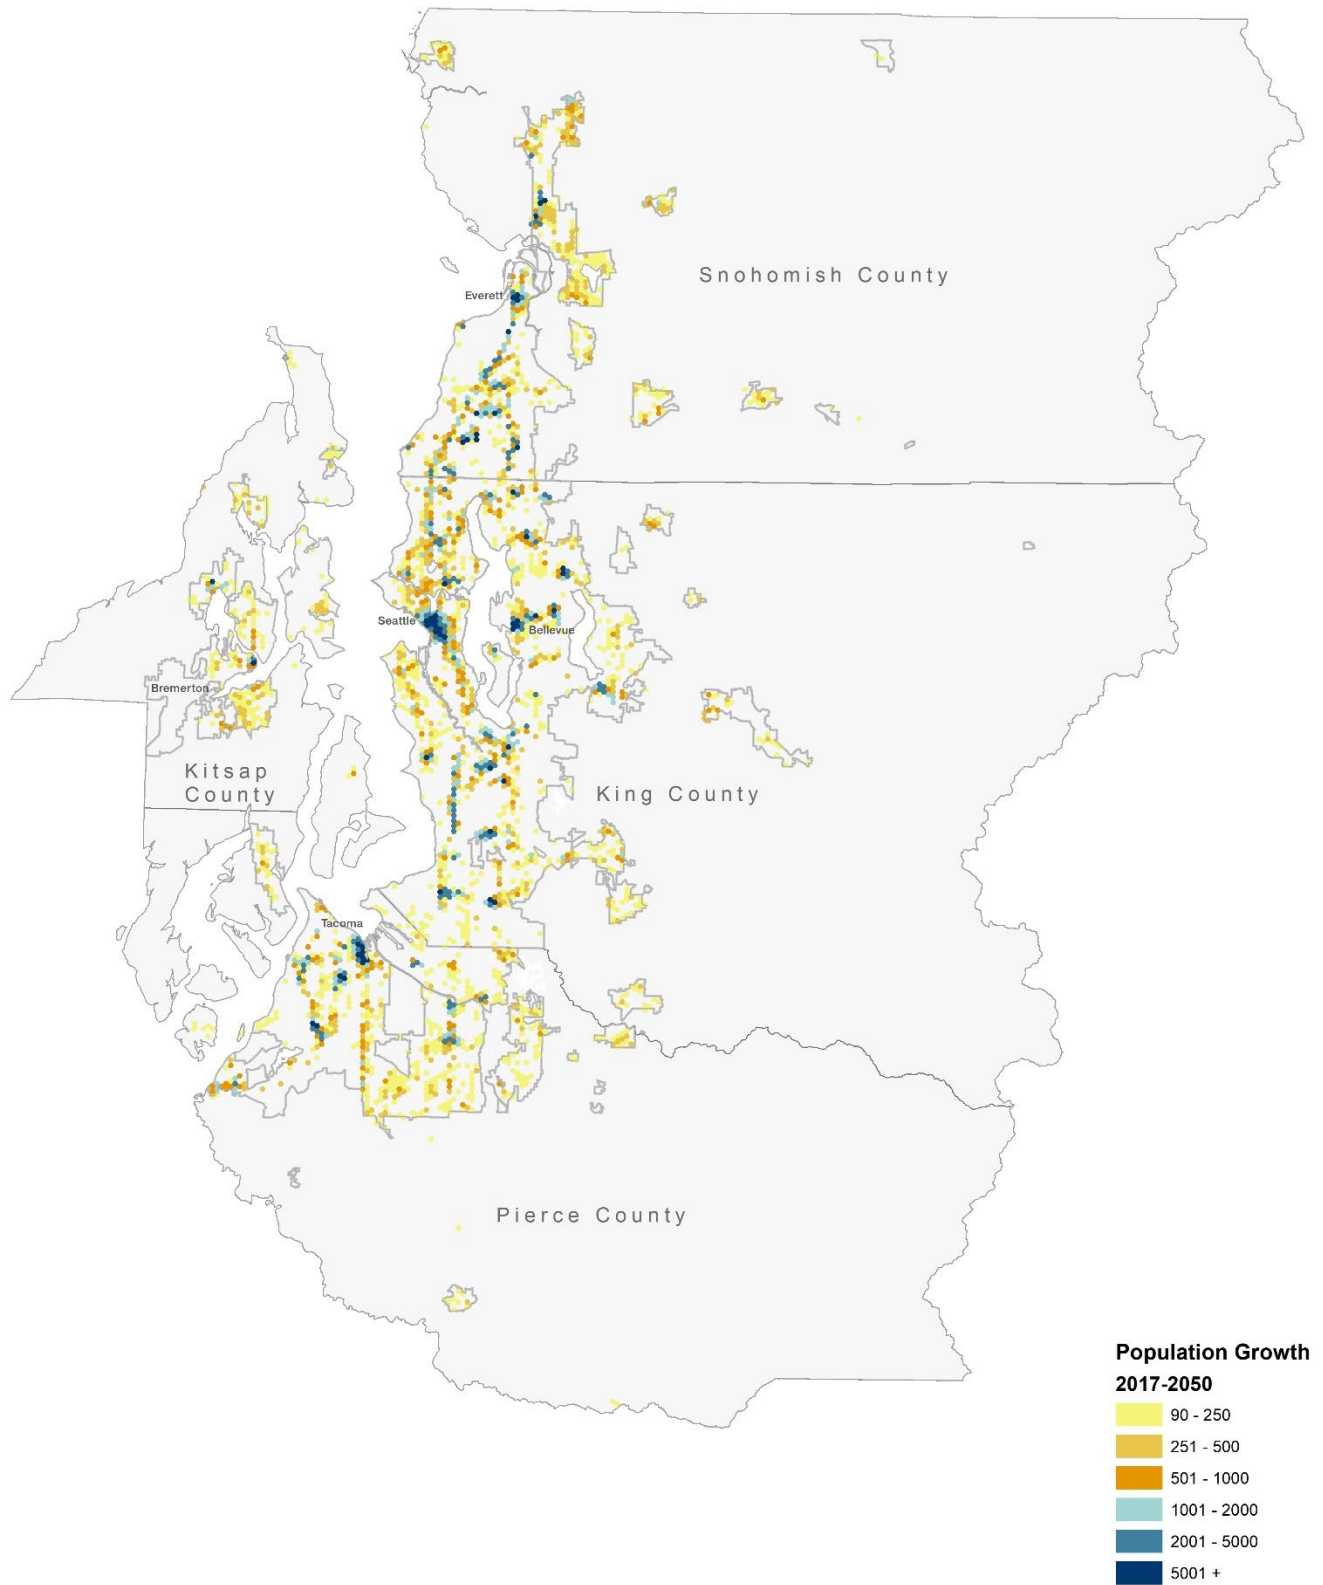 Snohomish County
Everett
Seattle
Bellevue
Bremerton
Kitsap
County
King County
Tacoma
Pierce County
Population Growth
2017-2050
90 - 250
251 - 500
501 - 1000
1001 - 2000
2001 - 5000
5001 +